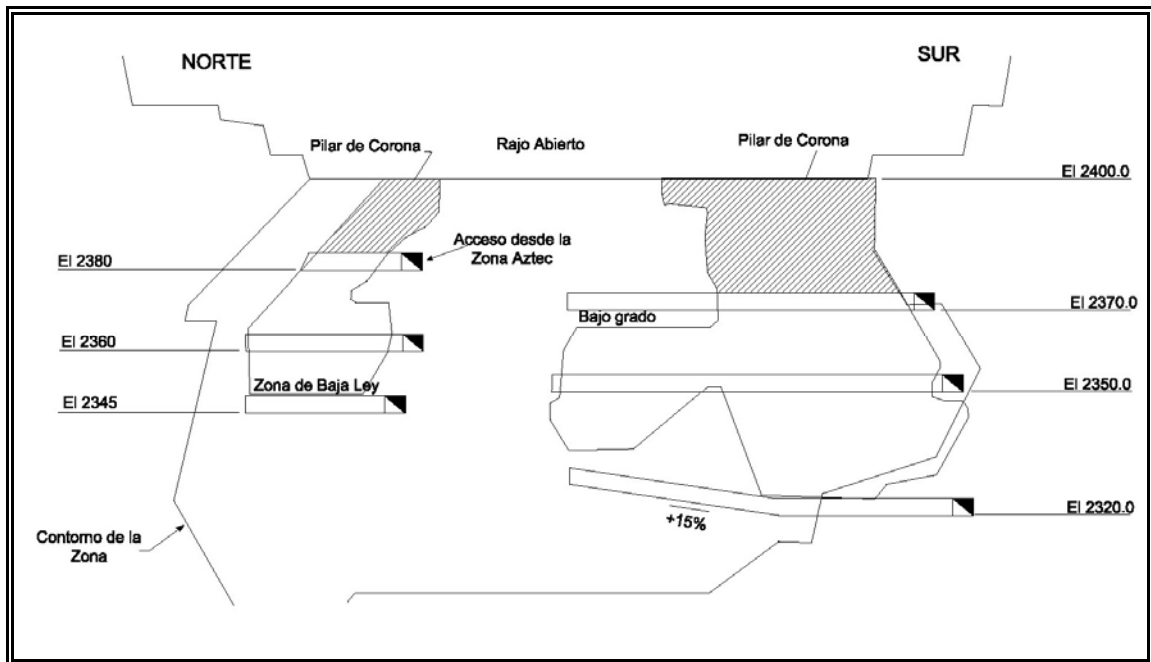 NORTE
SUR
Pilar de Corona
Rajo Abierto
Pilar de Corona
El 2400.0
Acceso desde la
Zona Aztec
El 2380
El 2370.0
Bajo grado
El 2360
Zona de Baja Ley
El 2350.0
El 2345
+15%
El 2320.0
Contorno de la
Zona